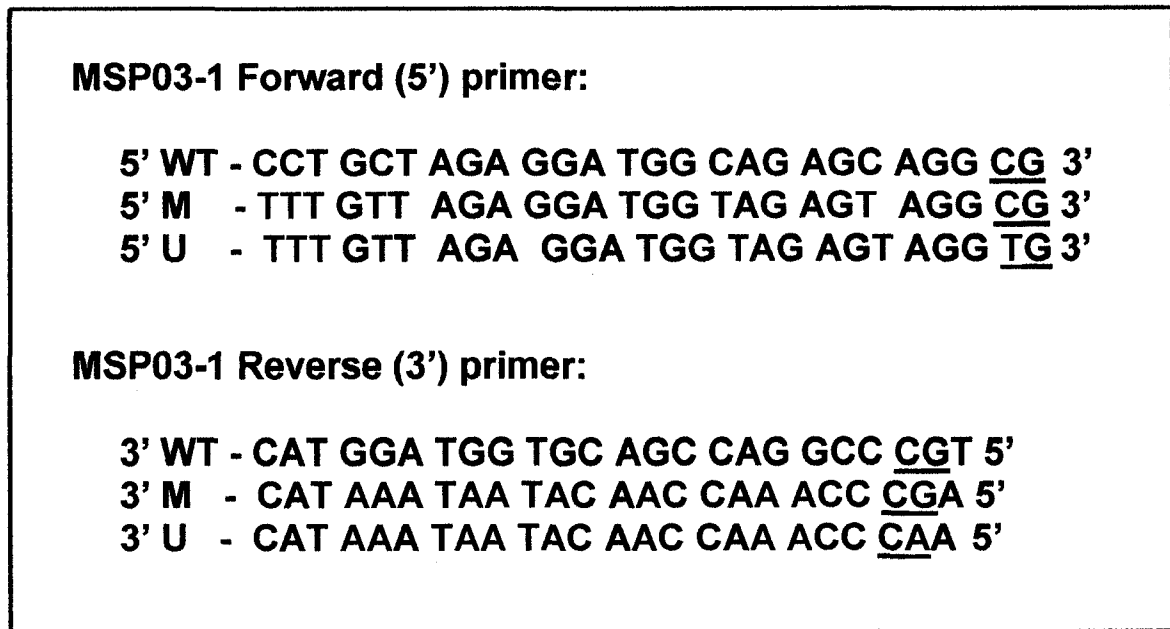 MSP03-1 Forward (5') primer:
5' WT - CCT GCT AGA GGA TGG CAG AGC AGG CG 3'
5' M - TTT GTT AGA GGA TGG TAG AGT AGG CG 3'
5' U - TTT GTT AGA GGA TGG TAG AGT AGG TG 3'
MSP03-1 Reverse (3') primer:
3' WT - CAT GGA TGG TGC AGC CAG GCC CGT 5'
3' M - CAT AAA TAA TAC AAC CAA ACC CGA 5'
3' U - CAT AAA TAA TAC AAC CAA ACC CAA 5'